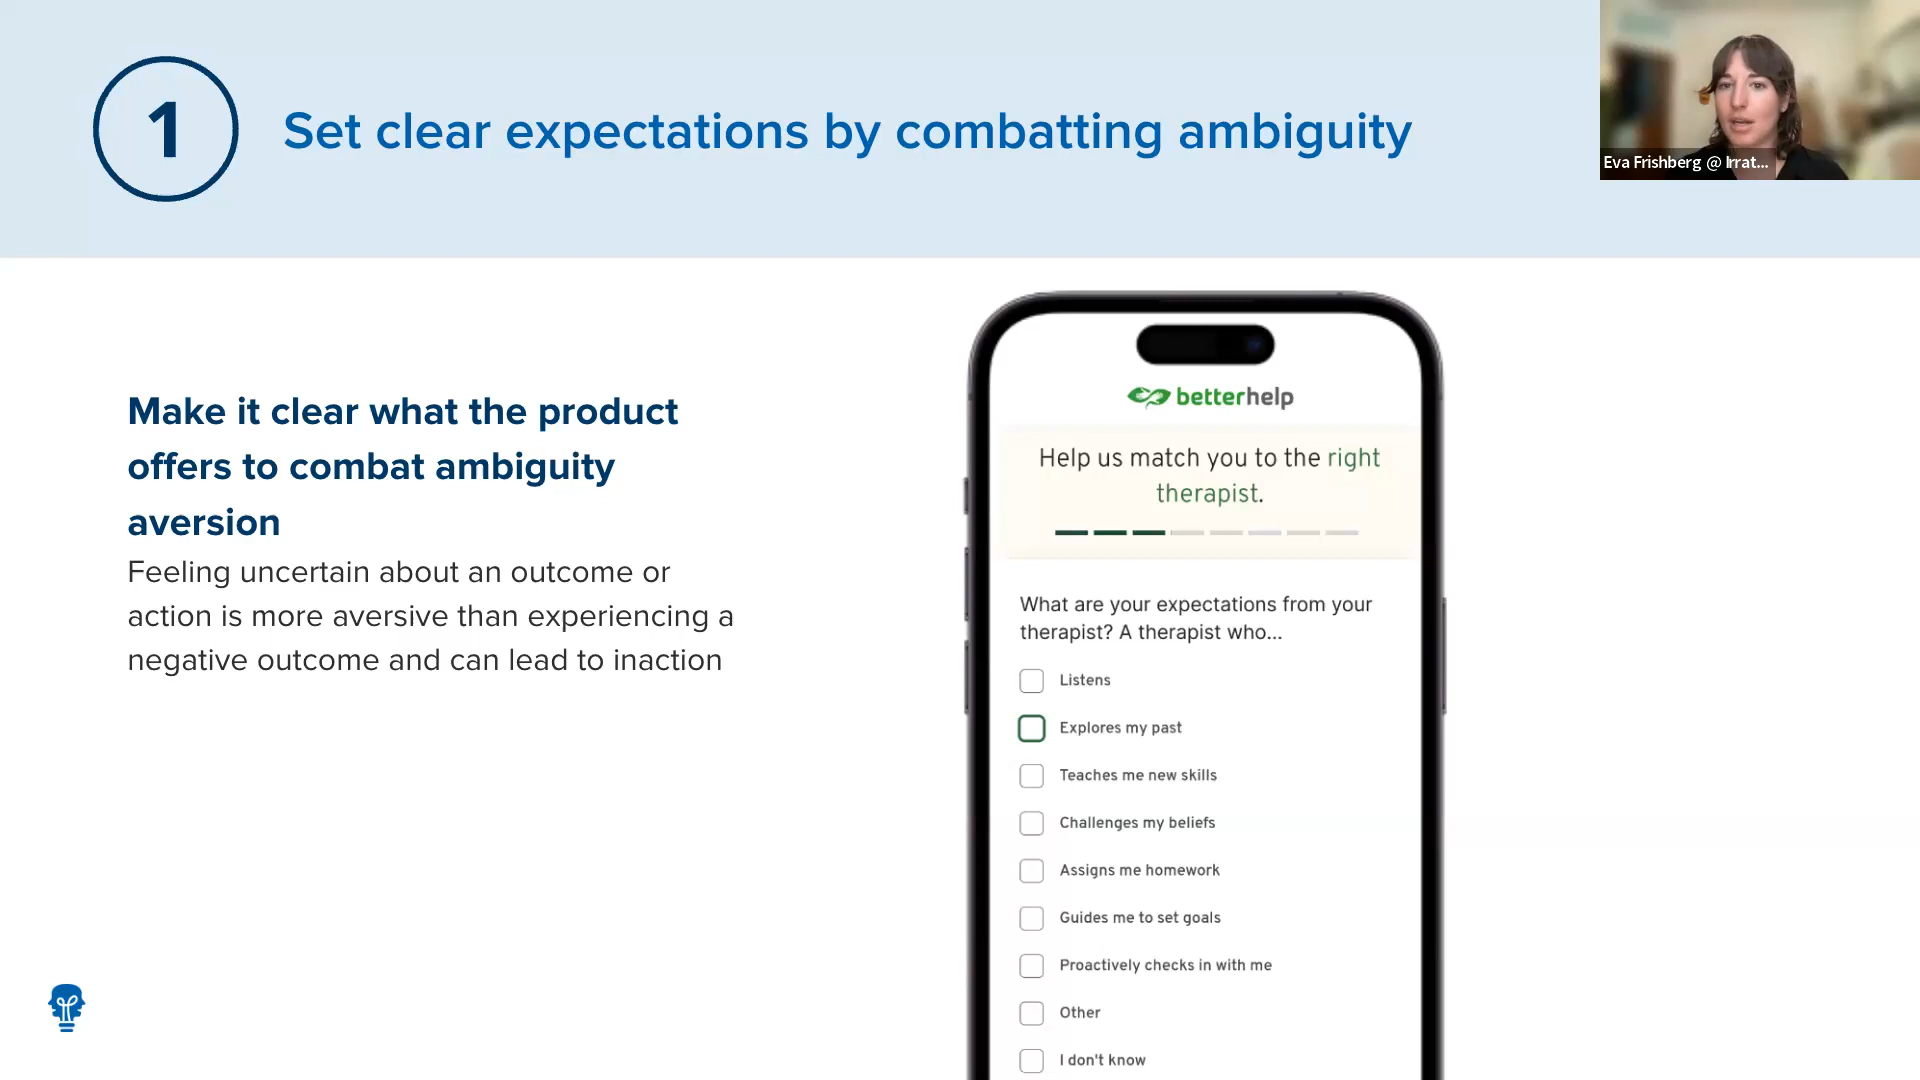 1
Set clear expectations by combatting ambiguity
Eva Frishberg @ Irrat...
Make it clear what the product
offers to combat ambiguity
aversion
Feeling uncertain about an outcome or
action is more aversive than experiencing a
negative outcome and can lead to inaction
betterhelp
Help us match you to the right
therapist.
What are your expectations from your
therapist? A therapist who...
Listens
Explores my past
Teaches me new skills
Challenges my beliefs
Assigns me homework
Guides me to set goals
Proactively checks in with me
Other
I don't know